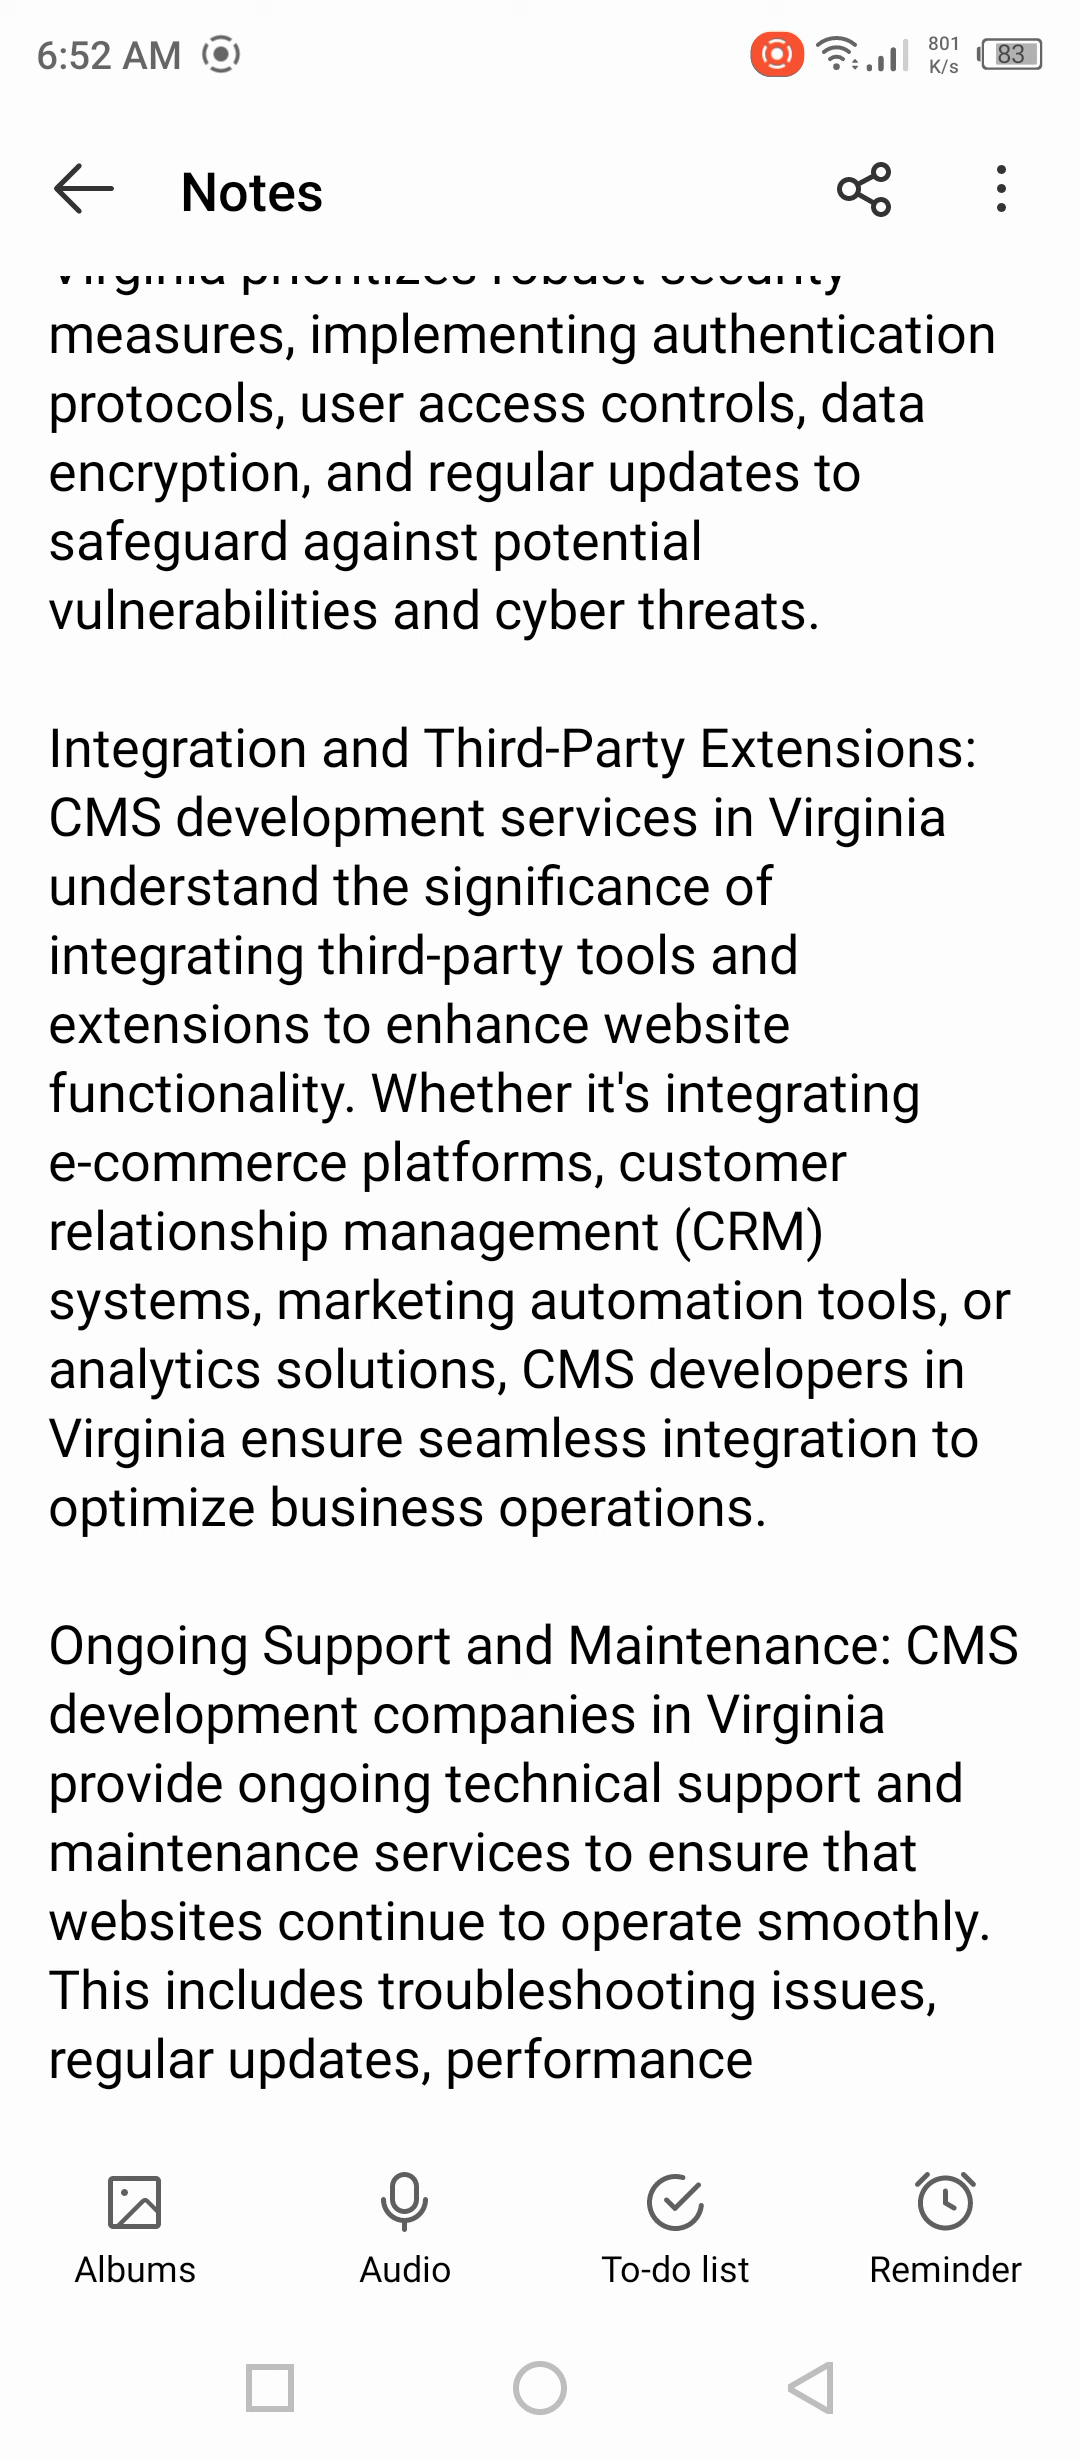 6:52 AM
801
K/s
83
Notes
Virginia prioritizes robust security
measures, implementing authentication
protocols, user access controls, data
encryption, and regular updates to
safeguard against potential
vulnerabilities and cyber threats.
Integration and Third-Party Extensions:
CMS development services in Virginia
understand the significance of
integrating third-party tools and
extensions to enhance website
functionality. Whether it's integrating
e-commerce platforms, customer
relationship management (CRM)
systems, marketing automation tools, or
analytics solutions, CMS developers in
Virginia ensure seamless integration to
optimize business operations.
Ongoing Support and Maintenance: CMS
development companies in Virginia
provide ongoing technical support and
maintenance services to ensure that
websites continue to operate smoothly.
This includes troubleshooting issues,
regular updates, performance
Albums
Audio
To-do list
Reminder